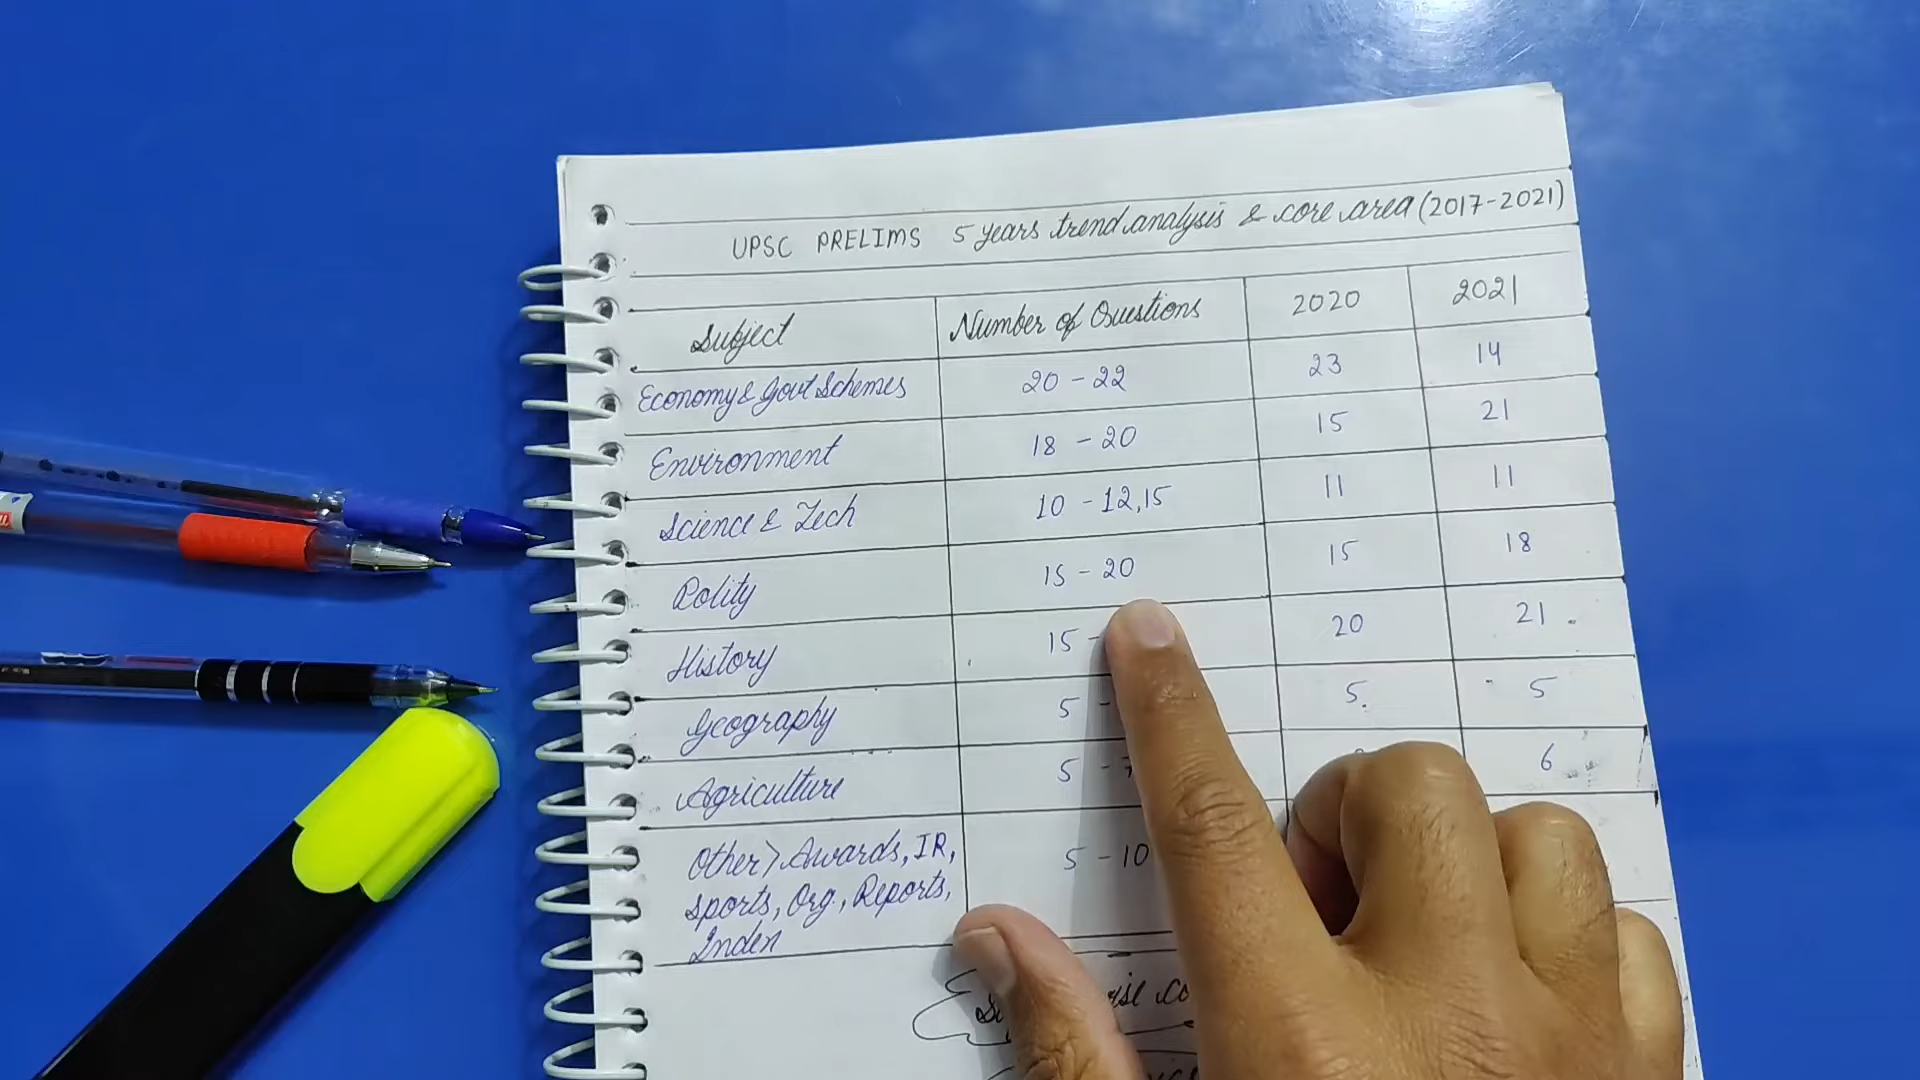 UPSC PRELIMS 5 years trend analysis & core area (2017-2021)
Subject Number of Questions 2020 2021
Economy & Govt Schemes 20 - 22 23 14
Environment 18 - 20 15 21
Science & Tech 10 - 12,15 11 11
Polity 15 - 20 15 18
History 15 - 20 21
Geography 5 - 5 5
Agriculture 5 - 7 6
Other> Awards, IR,
Sports, Org., Reports,
Index
5 - 10